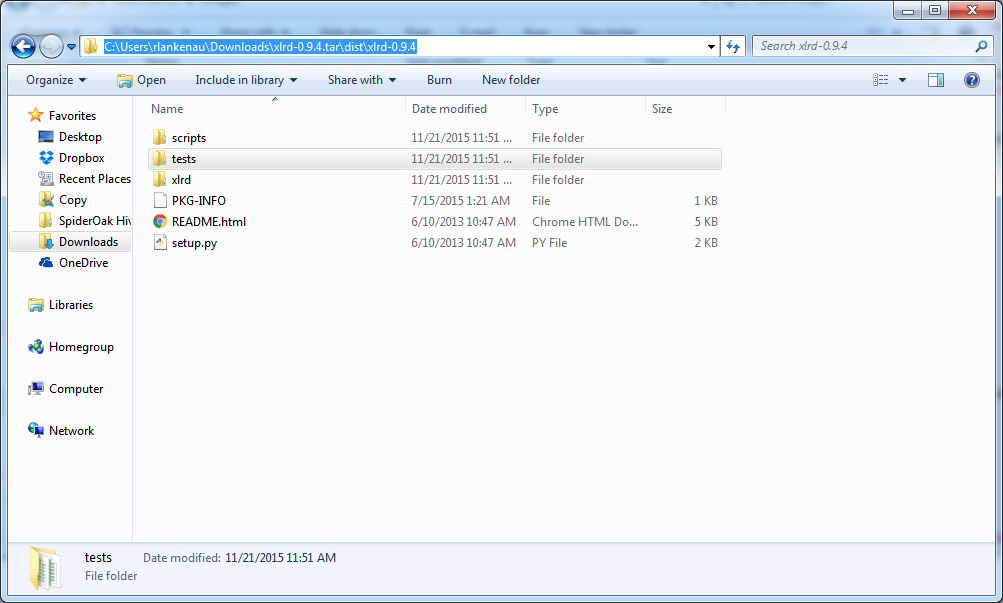 C:\Users\rlankenau\Downloads\xlrd-0.9.4.tar\dist\xlrd-0.9.4 Search xlrd-0.9.4
Organize Open Include in library Share with Burn New folder
Name Date modified Type Size
Favorites
Desktop
Dropbox
Recent Places
Copy
SpiderOak Hiv
Downloads
OneDrive
Libraries
Homegroup
Computer
Network
scripts 11/21/2015 11:51 ... File folder
tests 11/21/2015 11:51 ... File folder
xlrd 11/21/2015 11:51 ... File folder
PKG-INFO 7/15/2015 1:21 AM File 1 KB
README.html 6/10/2013 10:47 AM Chrome HTML Do... 5 KB
setup.py 6/10/2013 10:47 AM PY File 2 KB
tests Date modified: 11/21/2015 11:51 AM
File folder